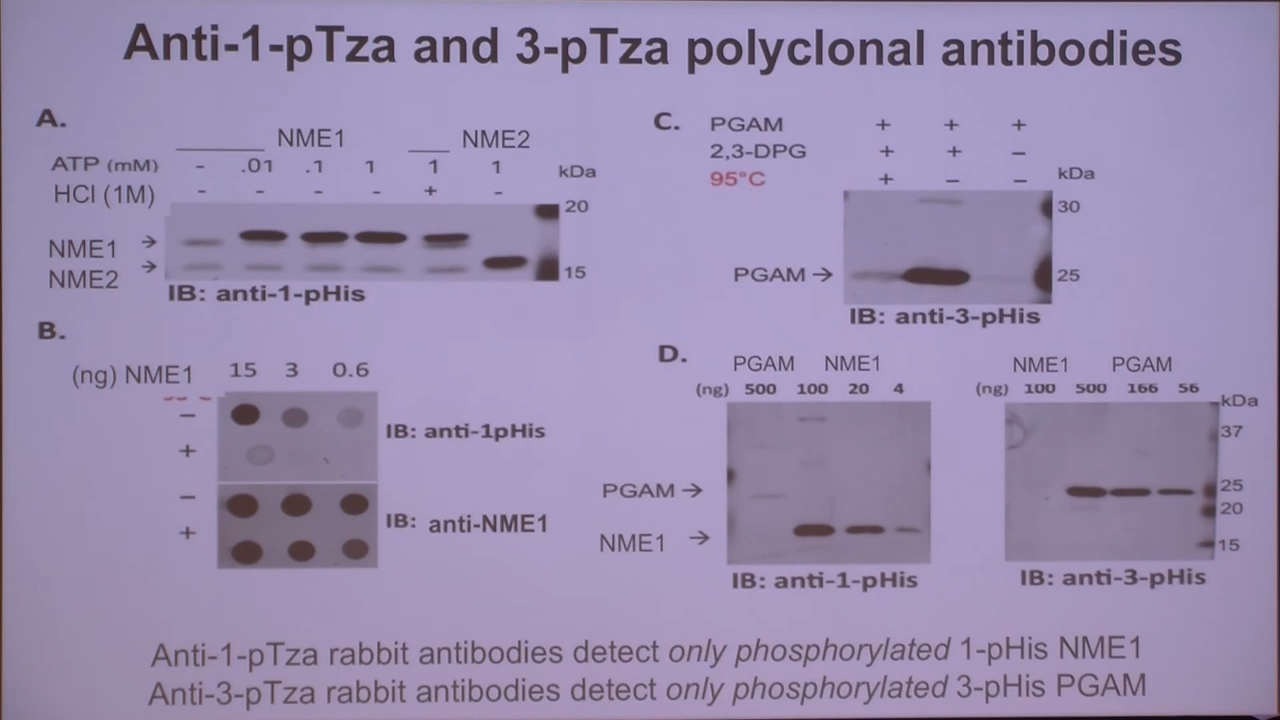 Anti-1-pTza and 3-pTza polyclonal antibodies
A.
NME1 NME2
ATP (mM) - .01 .1 1 1 1 kDa
HCl (1M) - - - - + -
20
NME1 →
NME2 →
15
IB: anti-1-pHis
B.
(ng) NME1 15 3 0.6
−
IB: anti-1pHis
+
−
IB: anti-NME1
+
C. PGAM + + +
2,3-DPG + + −
95°C + − − kDa
30
PGAM → 25
IB: anti-3-pHis
D.
PGAM NME1
(ng) 500 100 20 4
PGAM →
NME1 →
IB: anti-1-pHis
NME1 PGAM
(ng) 100 500 166 56
kDa
37
25
20
15
IB: anti-3-pHis
Anti-1-pTza rabbit antibodies detect only phosphorylated 1-pHis NME1
Anti-3-pTza rabbit antibodies detect only phosphorylated 3-pHis PGAM